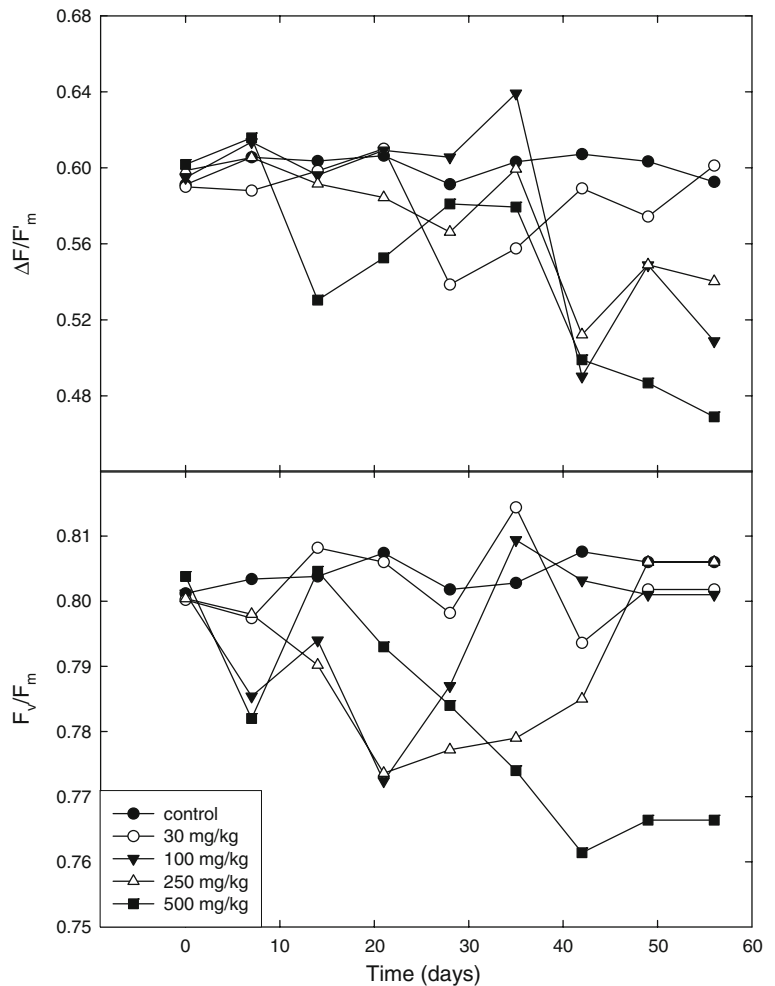 0.68
0.64
0.60
0.56
0.52
0.48
ΔF/F'm
0.81
0.80
0.79
0.78
0.77
0.76
0.75
Fv/Fm
control
30 mg/kg
100 mg/kg
250 mg/kg
500 mg/kg
0 10 20 30 40 50 60
Time (days)